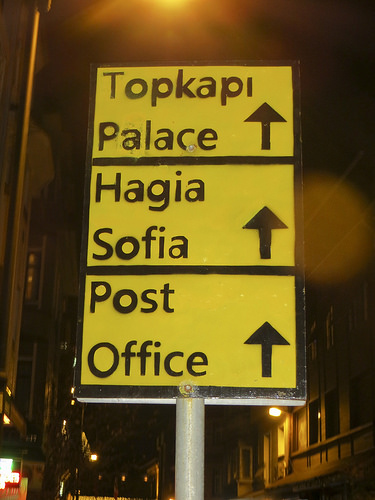 Topkapı
Palace
Hagia
Sofia
Post
Office